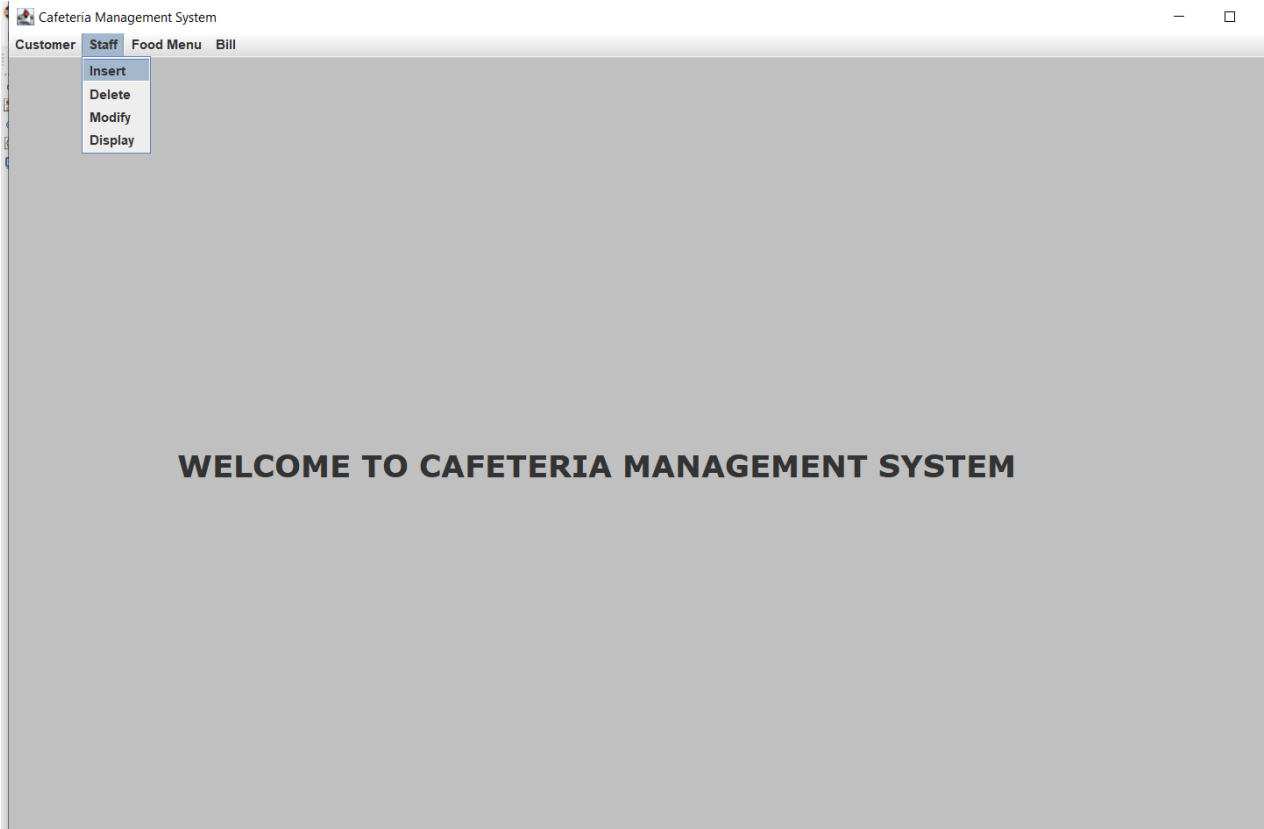 Cafeteria Management System
Customer Staff Food Menu Bill
Insert
Delete
Modify
Display
WELCOME TO CAFETERIA MANAGEMENT SYSTEM